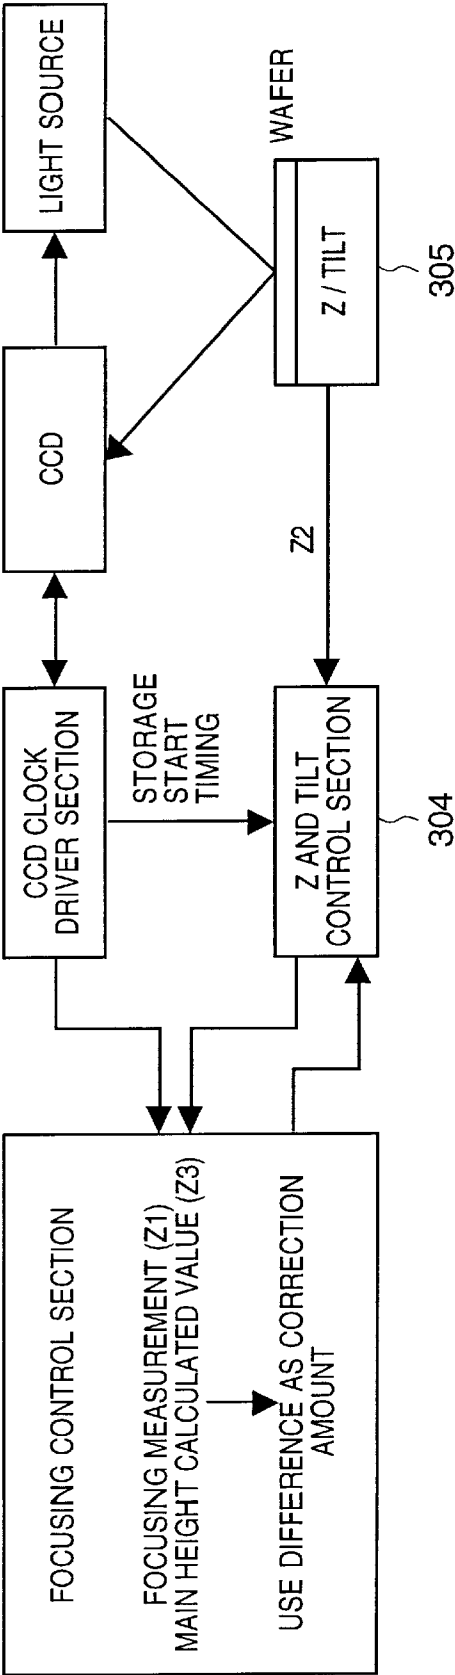 FOCUSING CONTROL SECTION
FOCUSING MEASUREMENT (Z1)
MAIN HEIGHT CALCULATED VALUE (Z3)
USE DIFFERENCE AS CORRECTION
AMOUNT
CCD CLOCK
DRIVER SECTION
STORAGE
START
TIMING
Z AND TILT
CONTROL SECTION
304
CCD
LIGHT SOURCE
Z2
WAFER
Z / TILT
305